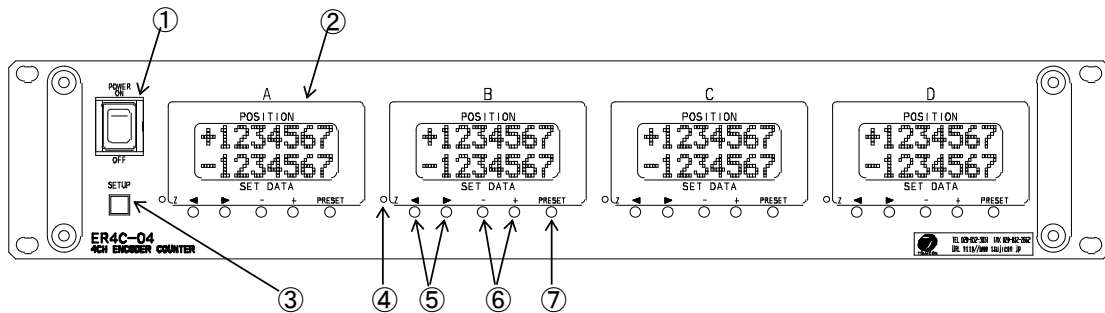 ① ②
POWER
ON
OFF
SETUP
A
POSITION
+1234567
-1234567
SET DATA
Z ◀ ▶ - + PRESET
B
POSITION
+1234567
-1234567
SET DATA
Z ◀ ▶ - + PRESET
C
POSITION
+1234567
-1234567
SET DATA
Z ◀ ▶ - + PRESET
D
POSITION
+1234567
-1234567
SET DATA
Z ◀ ▶ - + PRESET
ER4C-04
4CH ENCODER COUNTER
TSUJICON
③ ④ ⑤ ⑥ ⑦